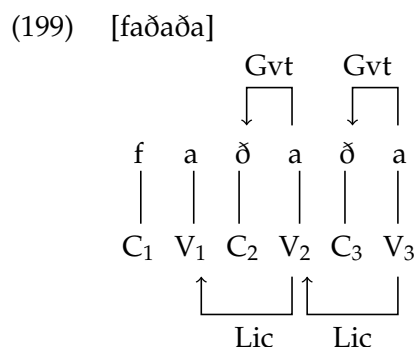 (199) [faðaða]
Gvt Gvt
f a ð a ð a
C₁ V₁ C₂ V₂ C₃ V₃
Lic Lic